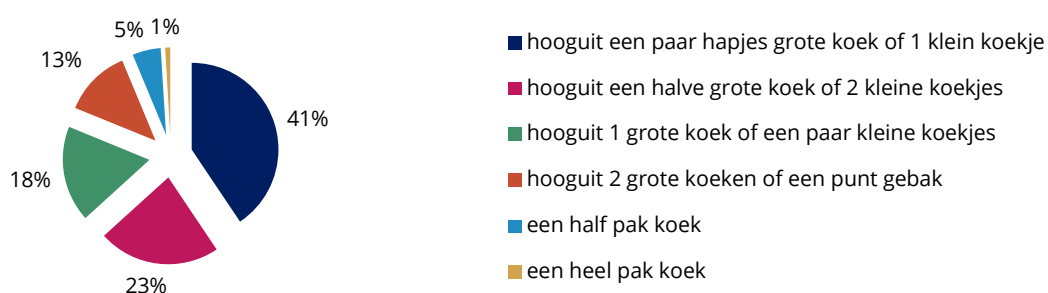 5% 1%
13%
41%
18%
23%
hooguit een paar hapjes grote koek of 1 klein koekje
hooguit een halve grote koek of 2 kleine koekjes
hooguit 1 grote koek of een paar kleine koekjes
hooguit 2 grote koeken of een punt gebak
een half pak koek
een heel pak koek